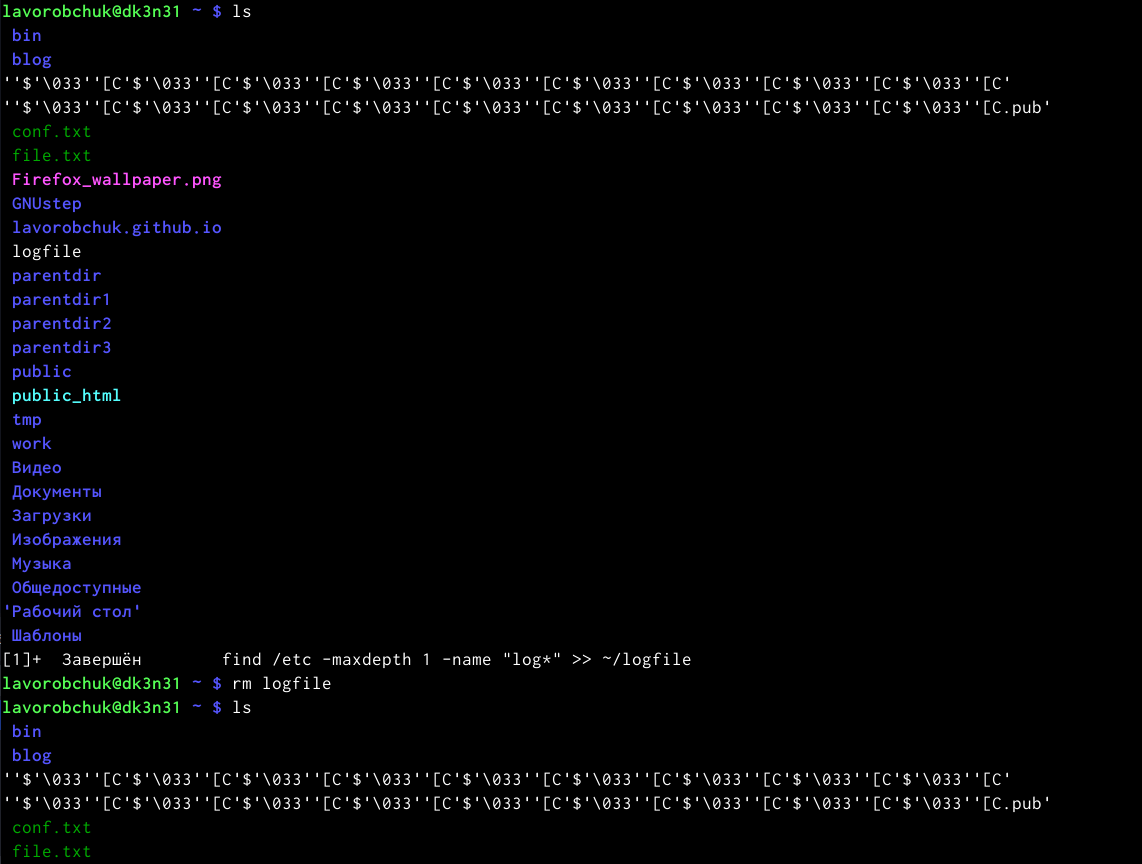 lavorobchuk@dk3n31 ~ $ ls
bin
blog
''$'\033''[C'$'\033''[C'$'\033''[C'$'\033''[C'$'\033''[C'$'\033''[C'$'\033''[C'$'\033''[C'$'\033''[C'
''$'\033''[C'$'\033''[C'$'\033''[C'$'\033''[C'$'\033''[C'$'\033''[C'$'\033''[C'$'\033''[C'$'\033''[C.pub'
conf.txt
file.txt
Firefox_wallpaper.png
GNUstep
lavorobchuk.github.io
logfile
parentdir
parentdir1
parentdir2
parentdir3
public
public_html
tmp
work
Видео
Документы
Загрузки
Изображения
Музыка
Общедоступные
'Рабочий стол'
Шаблоны
[1]+  Завершён        find /etc -maxdepth 1 -name "log*" >> ~/logfile
lavorobchuk@dk3n31 ~ $ rm logfile
lavorobchuk@dk3n31 ~ $ ls
bin
blog
''$'\033''[C'$'\033''[C'$'\033''[C'$'\033''[C'$'\033''[C'$'\033''[C'$'\033''[C'$'\033''[C'$'\033''[C'
''$'\033''[C'$'\033''[C'$'\033''[C'$'\033''[C'$'\033''[C'$'\033''[C'$'\033''[C'$'\033''[C'$'\033''[C.pub'
conf.txt
file.txt